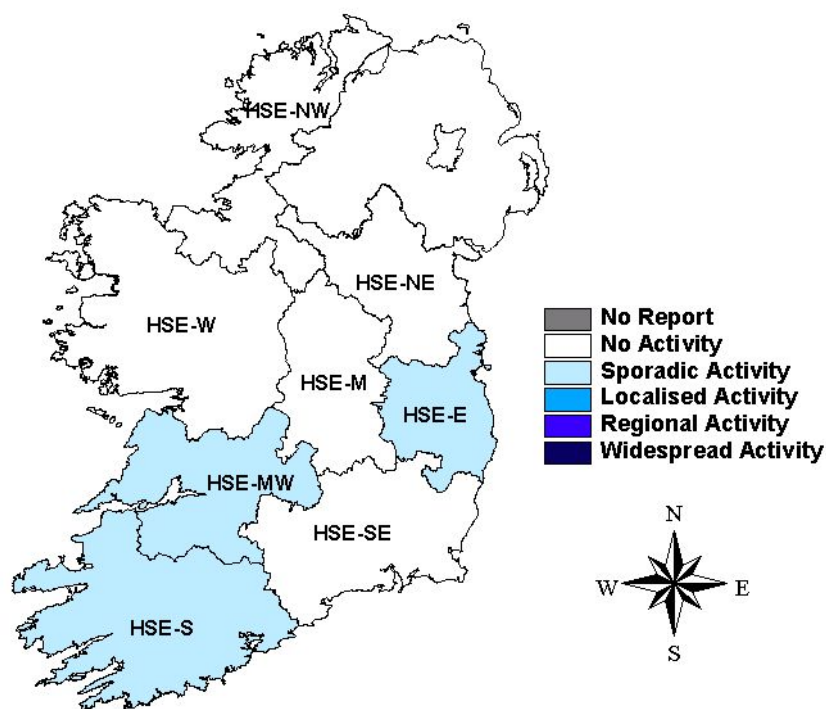 HSE-NW
HSE-NE
HSE-W
HSE-M
HSE-E
HSE-MW
HSE-SE
HSE-S
No Report
No Activity
Sporadic Activity
Localised Activity
Regional Activity
Widespread Activity
N
W E
S